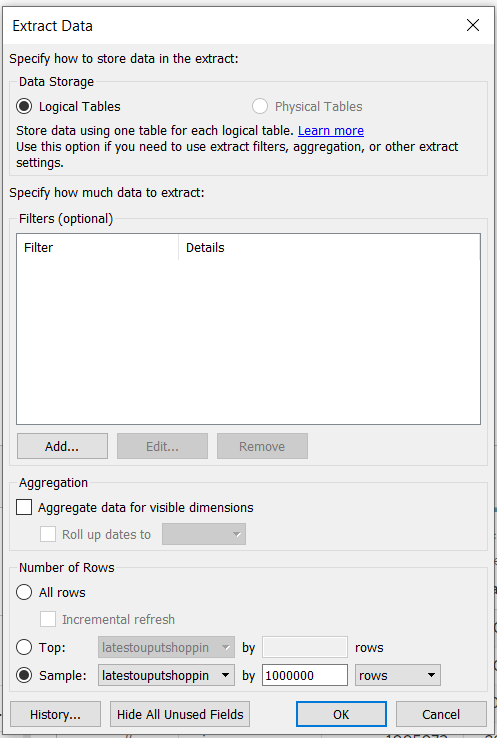 Extract Data
Specify how to store data in the extract:
Data Storage
Logical Tables
Physical Tables
Store data using one table for each logical table. Learn more
Use this option if you need to use extract filters, aggregation, or other extract
settings.
Specify how much data to extract:
Filters (optional)
Filter Details
Add... Edit... Remove
Aggregation
Aggregate data for visible dimensions
Roll up dates to
Number of Rows
All rows
Incremental refresh
Top: latestouputshoppin by rows
Sample: latestouputshoppin by 1000000 rows
History... Hide All Unused Fields OK Cancel